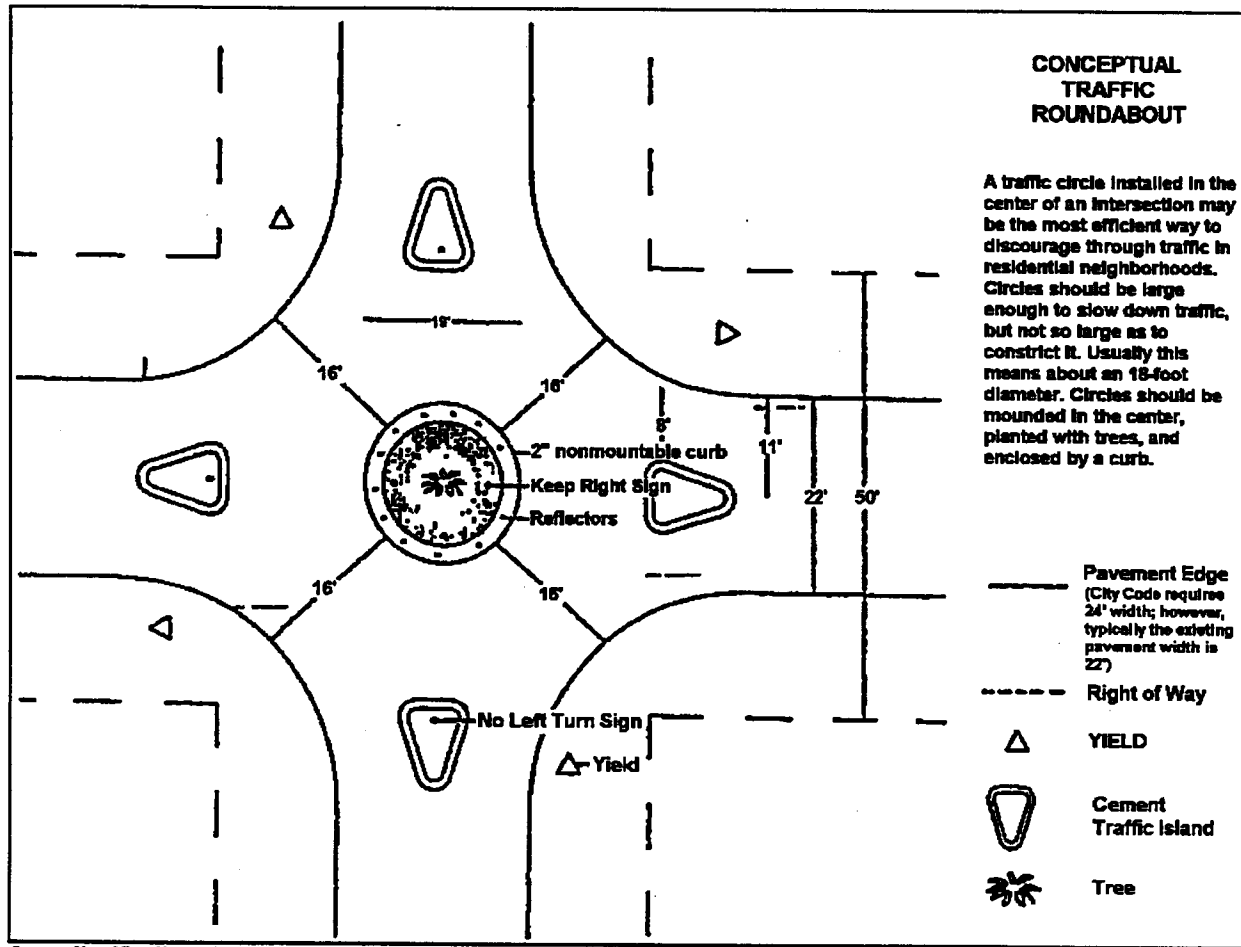 CONCEPTUAL
TRAFFIC
ROUNDABOUT
A traffic circle installed in the
center of an intersection may
be the most efficient way to
discourage through traffic in
residential neighborhoods.
Circles should be large
enough to slow down traffic,
but not so large as to
constrict it. Usually this
means about an 18-foot
diameter. Circles should be
mounded in the center,
planted with trees, and
enclosed by a curb.
16'
16'
8'
11'
2" nonmountable curb
Keep Right Sign
Reflectors
22'
50'
16'
16'
No Left Turn Sign
Yield
Pavement Edge
(City Code requires
24' width; however,
typically the existing
pavement width is
22')
Right of Way
YIELD
Cement
Traffic Island
Tree